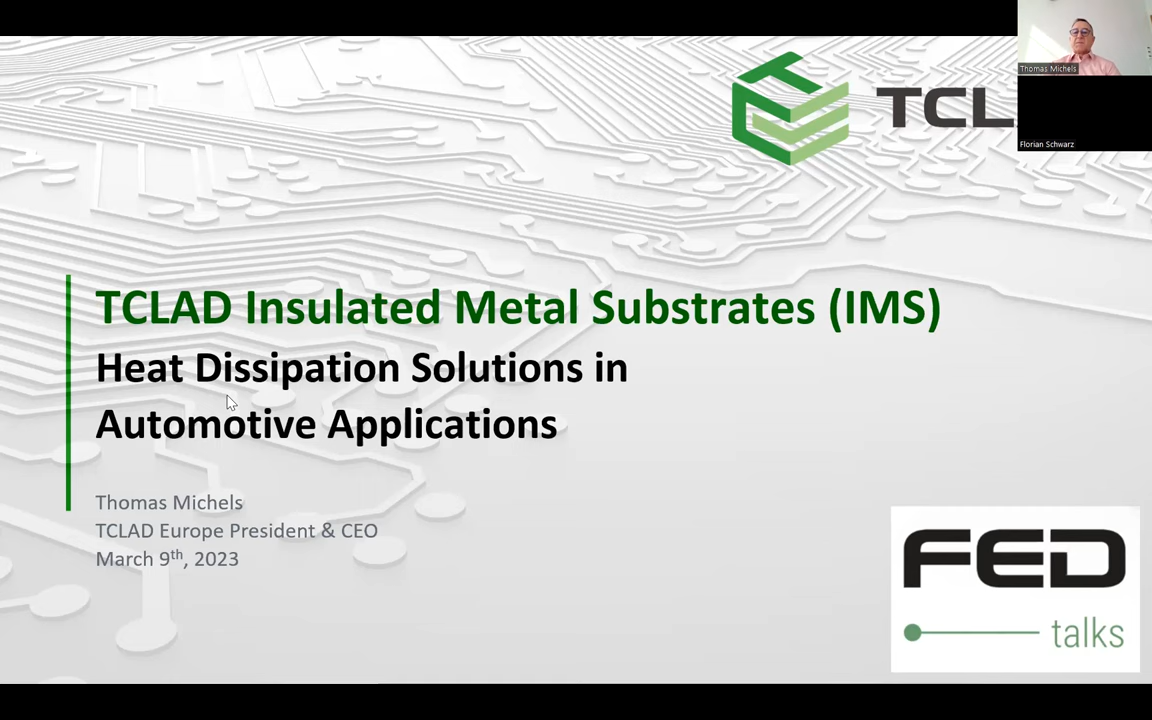 TCL
Thomas Michels
Florian Schwarz
TCLAD Insulated Metal Substrates (IMS)
Heat Dissipation Solutions in
Automotive Applications
Thomas Michels
TCLAD Europe President & CEO
March 9th, 2023
FED
talks